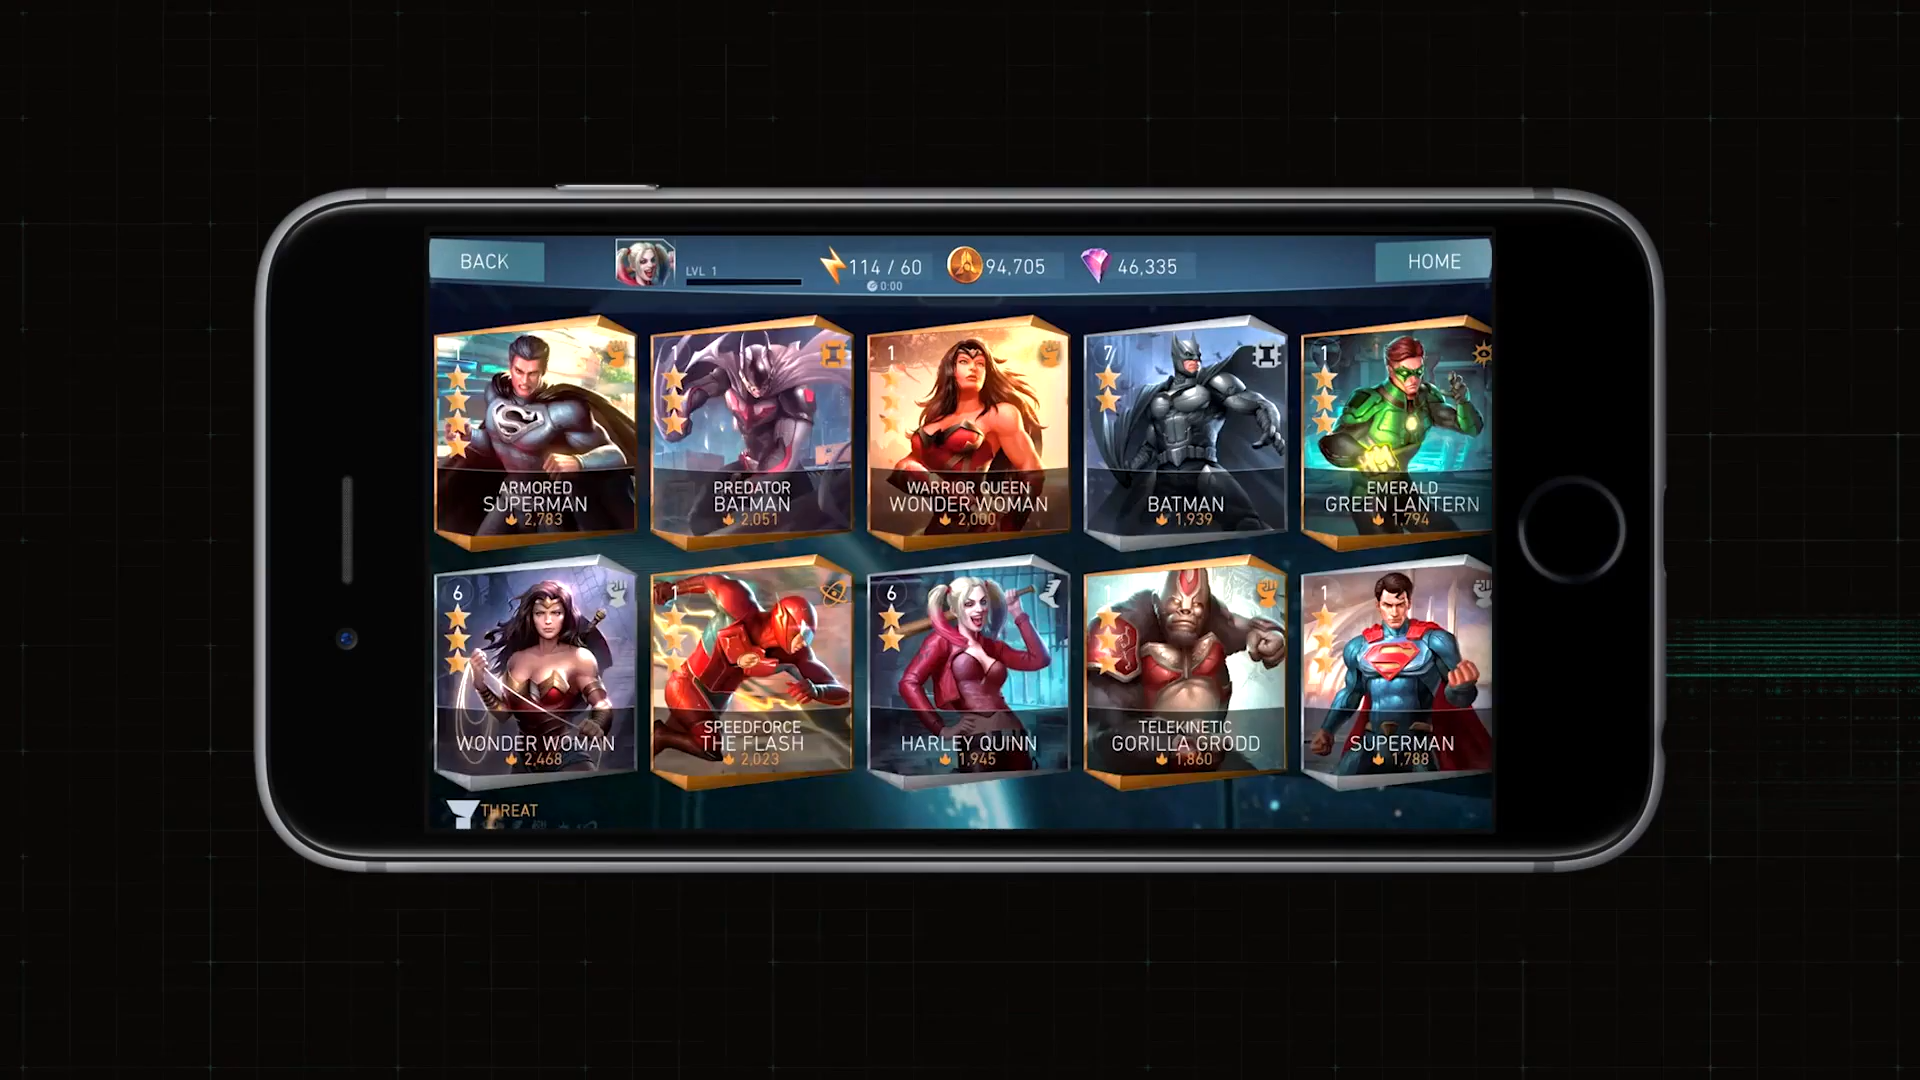 BACK
LVL 1
114 / 60
0:00
94,705
46,335
HOME
1
ARMORED
SUPERMAN
2,783
1
PREDATOR
BATMAN
2,051
1
WARRIOR QUEEN
WONDER WOMAN
2,000
7
BATMAN
1,939
1
EMERALD
GREEN LANTERN
1,794
6
WONDER WOMAN
2,468
1
SPEEDFORCE
THE FLASH
2,023
6
HARLEY QUINN
1,945
TELEKINETIC
GORILLA GRODD
1,860
1
SUPERMAN
1,788
THREAT